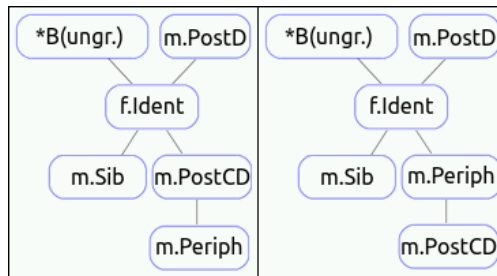 *B(ungr.) m.PostD
f.Ident
m.Sib m.PostCD
m.Periph
*B(ungr.) m.PostD
f.Ident
m.Sib m.Periph
m.PostCD